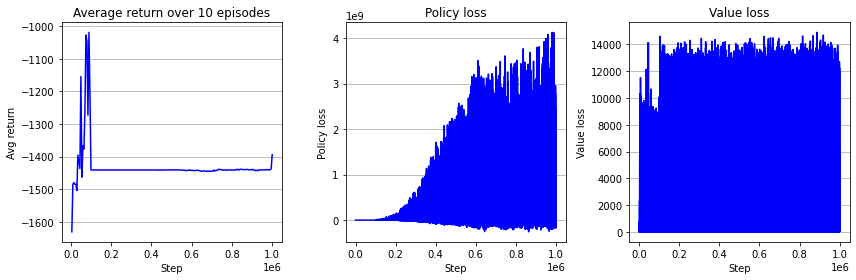 Average return over 10 episodes
Avg return
−1000
−1100
−1200
−1300
−1400
−1500
−1600
0.0 0.2 0.4 0.6 0.8 1.0
1e6
Step
Policy loss
1e9
Policy loss
4
3
2
1
0
0.0 0.2 0.4 0.6 0.8 1.0
1e6
Step
Value loss
Value loss
14000
12000
10000
8000
6000
4000
2000
0
0.0 0.2 0.4 0.6 0.8 1.0
1e6
Step